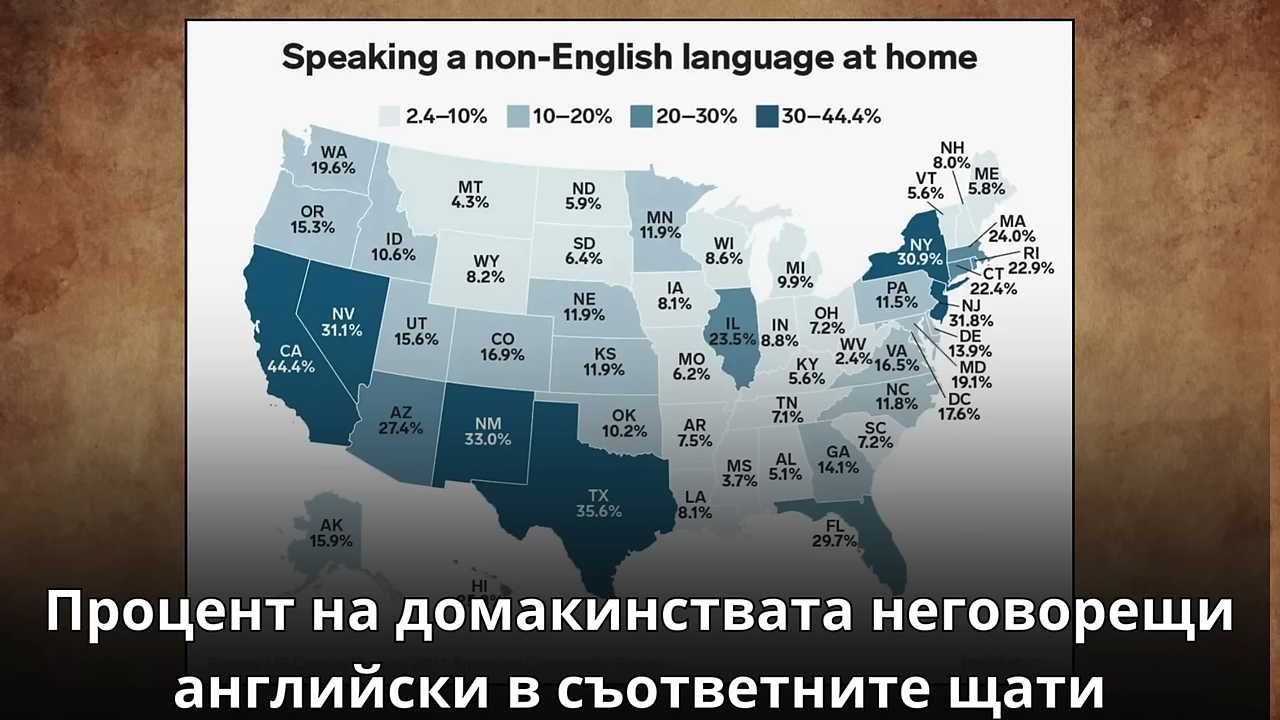 Speaking a non-English language at home
2.4–10% 10–20% 20–30% 30–44.4%
WA
19.6%
OR
15.3%
ID
10.6%
MT
4.3%
WY
8.2%
ND
5.9%
SD
6.4%
NE
11.9%
KS
11.9%
OK
10.2%
MN
11.9%
IA
8.1%
MO
6.2%
AR
7.5%
LA
8.1%
WI
8.6%
IL
23.5%
MI
9.9%
IN
8.8%
OH
7.2%
KY
5.6%
TN
7.1%
MS
3.7%
AL
5.1%
GA
14.1%
FL
29.7%
SC
7.2%
NC
11.8%
VA
16.5%
WV
2.4%
PA
11.5%
NY
30.9%
VT
5.6%
NH
8.0%
ME
5.8%
MA
24.0%
RI
22.9%
CT
22.4%
NJ
31.8%
DE
13.9%
MD
19.1%
DC
17.6%
CA
44.4%
NV
31.1%
UT
15.6%
CO
16.9%
AZ
27.4%
NM
33.0%
TX
35.6%
AK
15.9%
HI
Процент на домакинствата неговорещи
английски в съответните щати